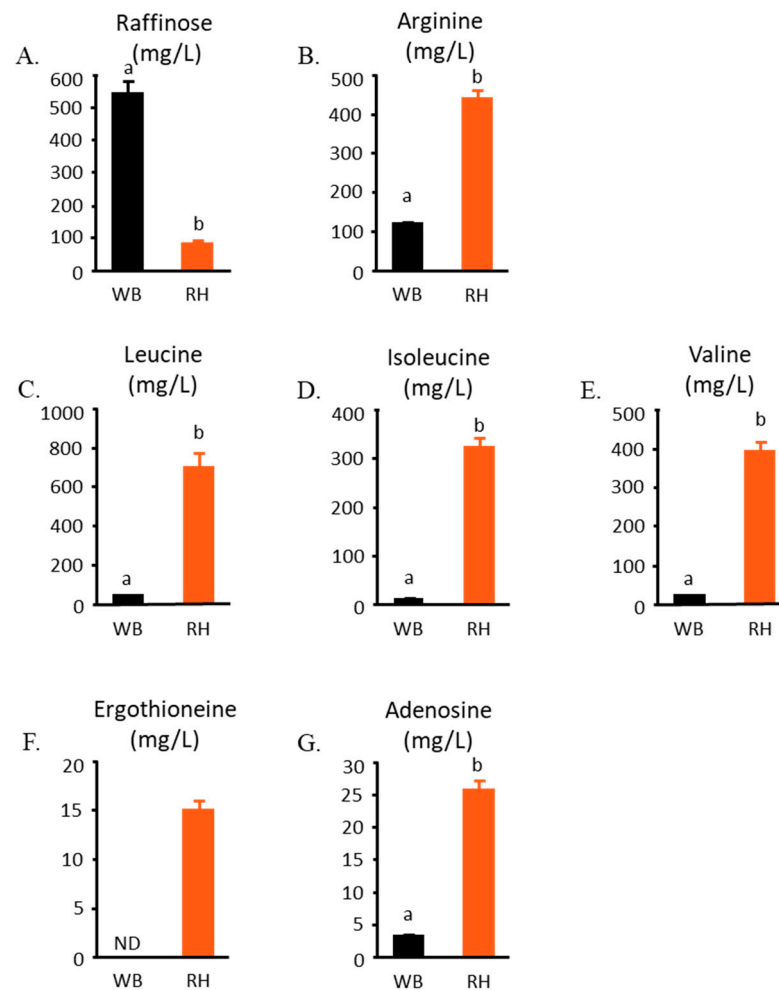 Raffinose
(mg/L)
A.
600
500
400
300
200
100
0
a
b
WB RH
Arginine
(mg/L)
B.
500
400
300
200
100
0
a
b
WB RH
Leucine
(mg/L)
C.
1000
800
600
400
200
0
a
b
WB RH
Isoleucine
(mg/L)
D.
400
300
200
100
0
a
b
WB RH
Valine
(mg/L)
E.
500
400
300
200
100
0
a
b
WB RH
Ergothioneine
(mg/L)
F.
20
15
10
5
0
ND
WB RH
Adenosine
(mg/L)
G.
30
25
20
15
10
5
0
a
b
WB RH